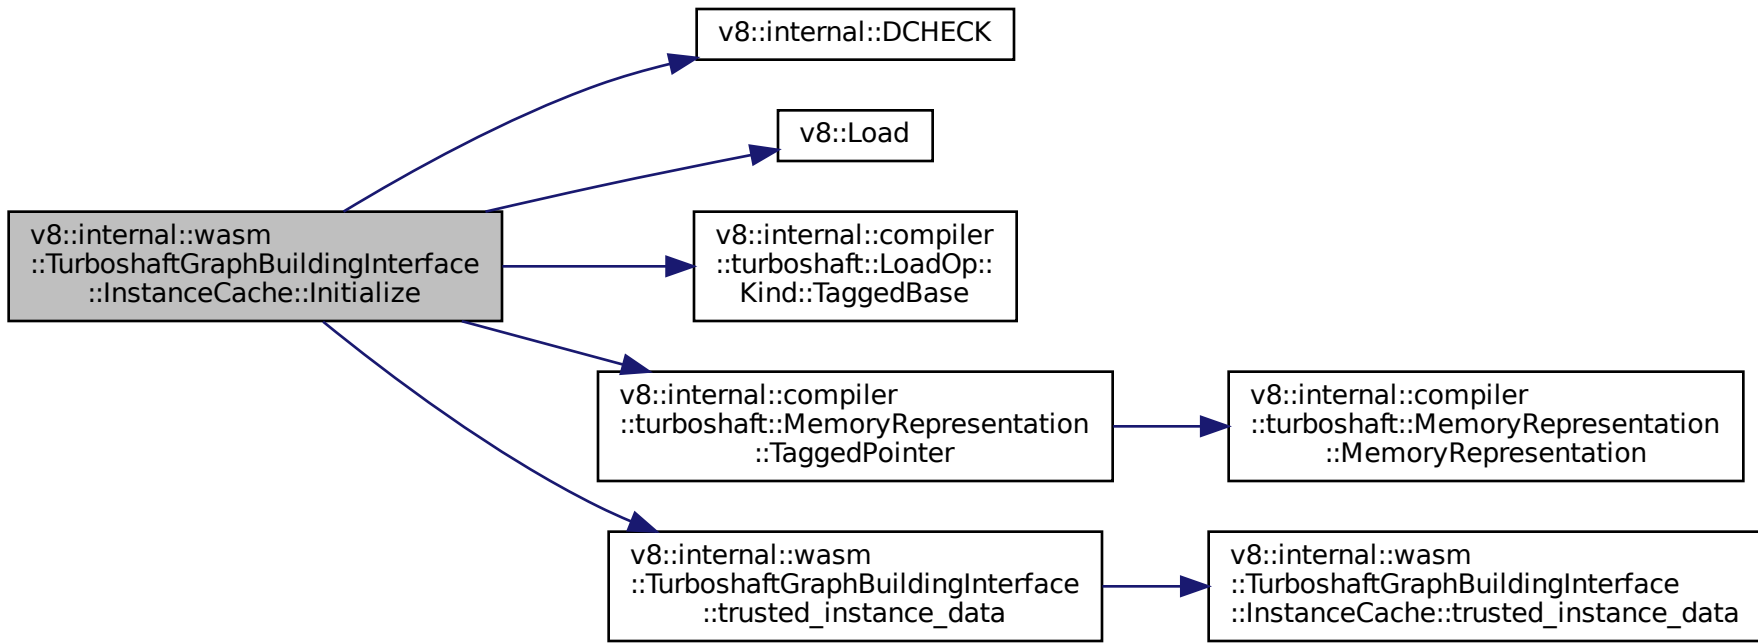 v8::internal::DCHECK
v8::Load
v8::internal::wasm
::TurboshaftGraphBuildingInterface
::InstanceCache::Initialize
v8::internal::compiler
::turboshaft::LoadOp::
Kind::TaggedBase
v8::internal::compiler
::turboshaft::MemoryRepresentation
::TaggedPointer
v8::internal::compiler
::turboshaft::MemoryRepresentation
::MemoryRepresentation
v8::internal::wasm
::TurboshaftGraphBuildingInterface
::trusted_instance_data
v8::internal::wasm
::TurboshaftGraphBuildingInterface
::InstanceCache::trusted_instance_data